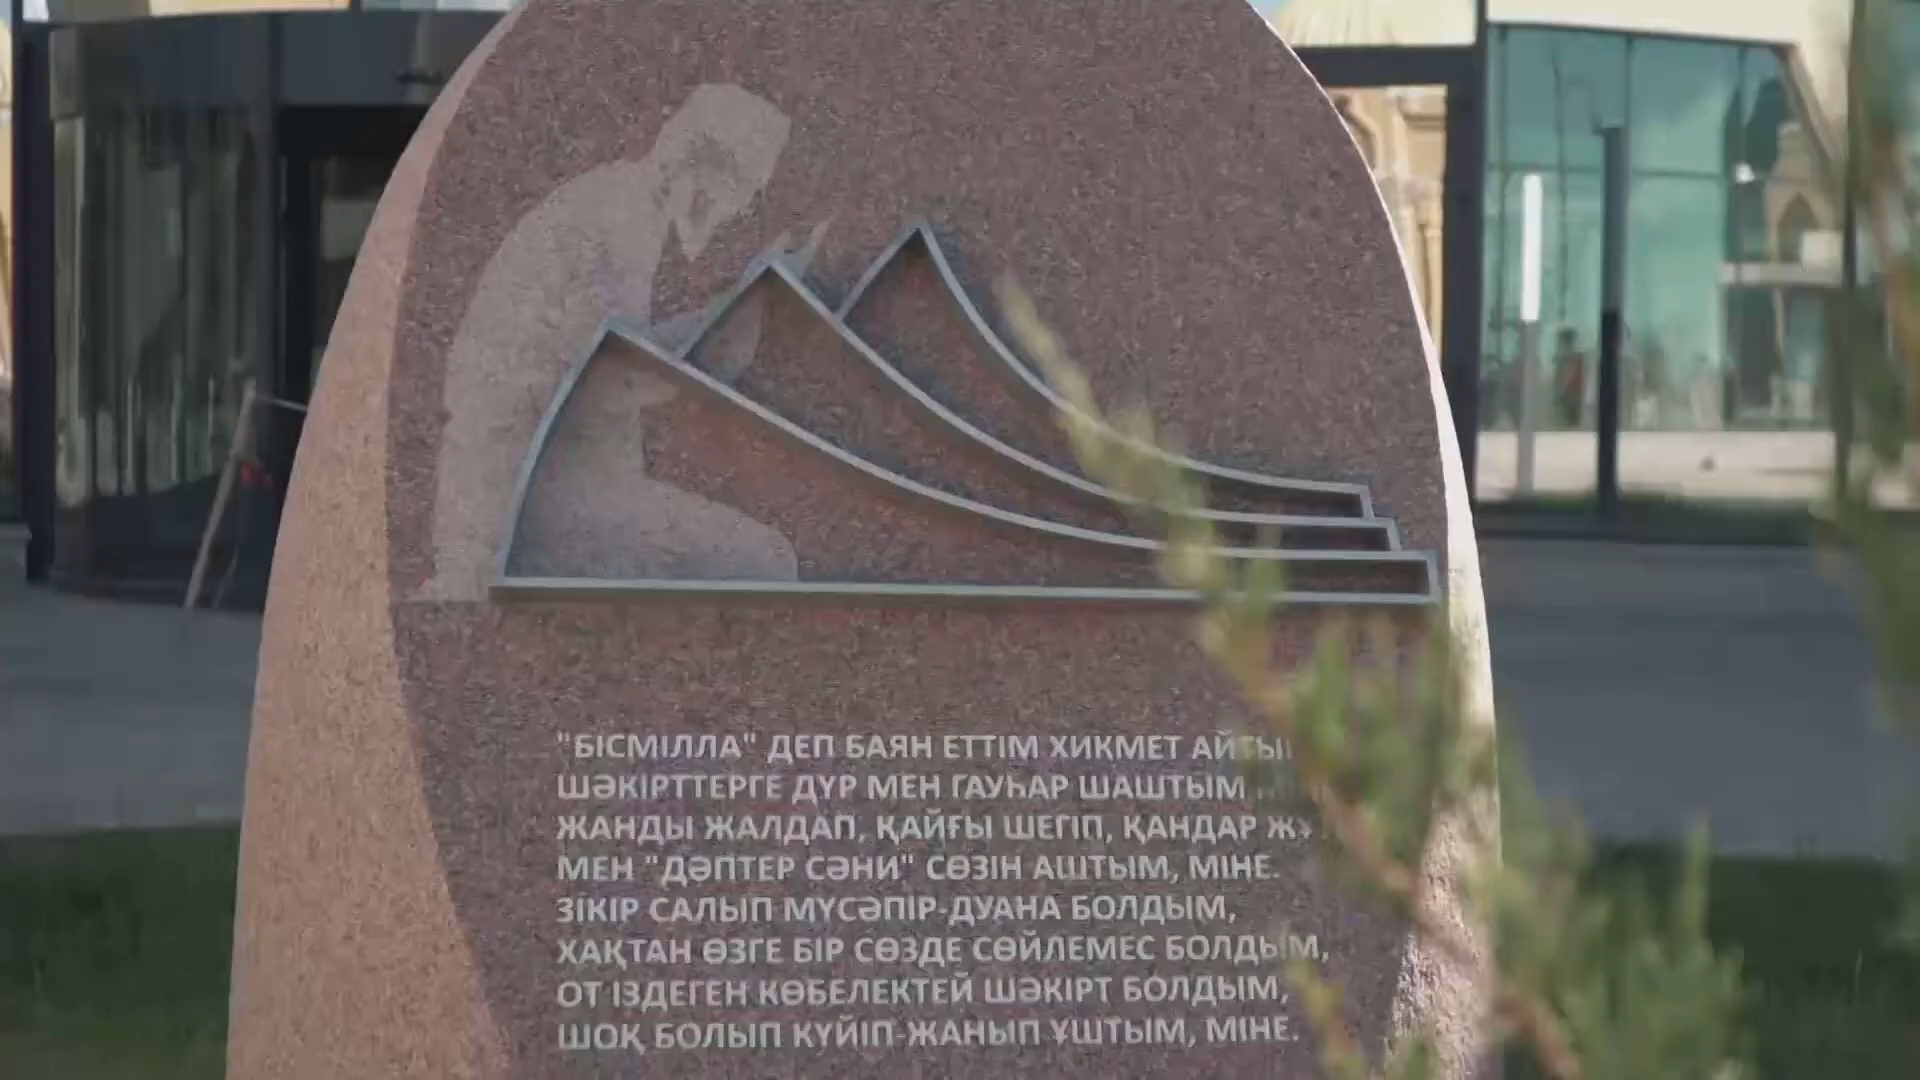 "БІСМІЛЛА" ДЕП БАЯН ЕТТІМ ХИКМЕТ
ШӘКІРТТЕРГЕ ДҮР МЕН ГАУҺАР ШАШТЫМ
ЖАНДЫ ЖАЛДАП, ҚАЙҒЫ ШЕГІП, ҚАНДАР
МЕН "ДӘПТЕР СӘНИ" СӨЗІН АШТЫМ, МІНЕ.
ЗІКІР САЛЫП МҮСӘПІР-ДУАНА БОЛДЫМ,
ХАҚТАН ӨЗГЕ БІР СӨЗДЕ СӨЙЛЕМЕС БОЛДЫМ,
ОТ ІЗДЕГЕН КӨБЕЛЕКТЕЙ ШӘКІРТ БОЛДЫМ,
ШОҚ БОЛЫП КҮЙІП-ЖАНЫП ҰШТЫМ, МІНЕ.